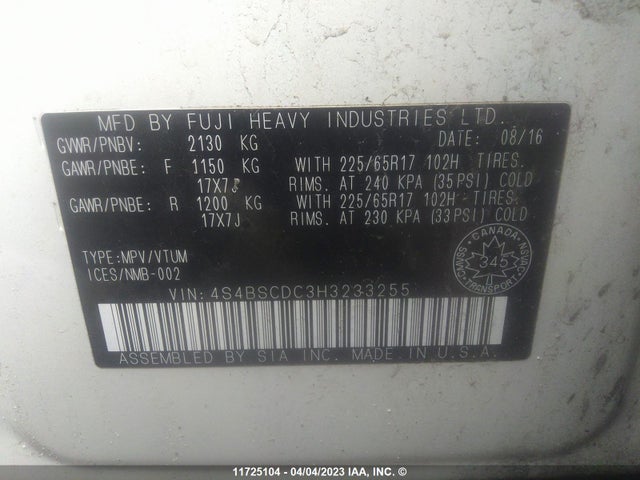 MFD BY FUJI HEAVY INDUSTRIES LTD.
GVWR/PNBV: 2130 KG DATE: 08/16
GAWR/PNBE: F 1150 KG WITH 225/65R17 102H TIRES.
17X7J RIMS. AT 240 KPA (35PSI) COLD
GAWR/PNBE: R 1200 KG WITH 225/65R17 102H TIRES.
17X7J RIMS. AT 230 KPA (33PSI) COLD
TYPE:MPV/VTUM
ICES/NMB-002
CANADA
345
TRANSPORT
VIN: 4S4BSCDC3H3233255
ASSEMBLED BY SIA INC. MADE IN U.S.A.
11725104 - 04/04/2023 IAA, INC. ©